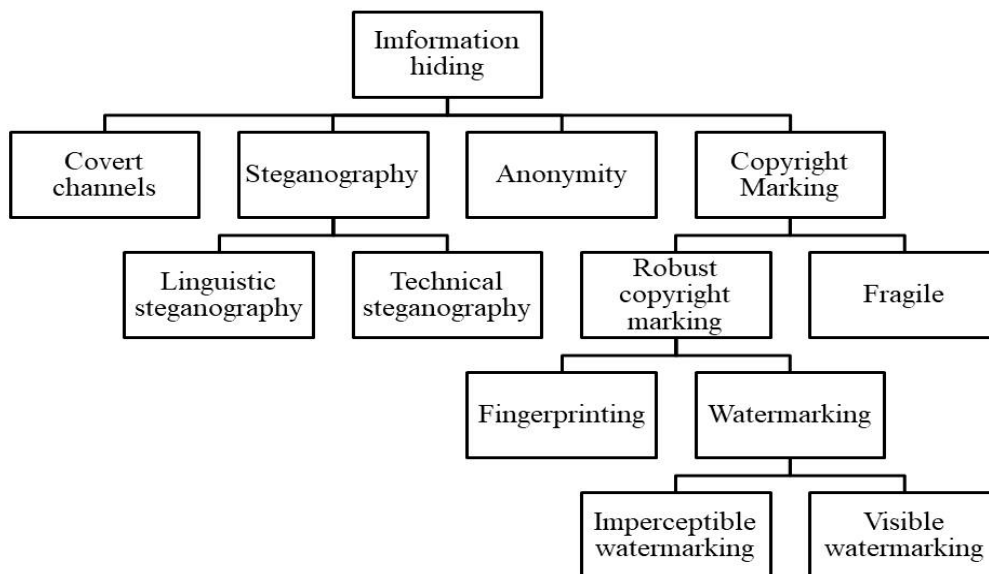 Imformation
hiding
Covert
channels
Steganography
Anonymity
Copyright
Marking
Linguistic
steganography
Technical
steganography
Robust
copyright
marking
Fragile
Fingerprinting
Watermarking
Imperceptible
watermarking
Visible
watermarking